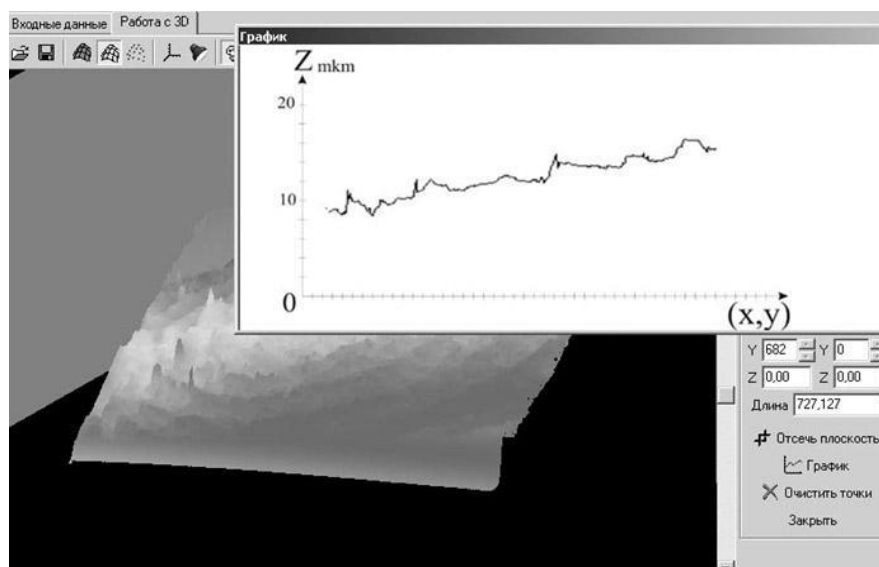 Входные данные Работа с 3D
График
Z mkm
20
10
0
(x,y)
Y 682 Y 0
Z 0,00 Z 0,00
Длина 727,127
Отсечь плоскость
График
Очистить точки
Закрыть